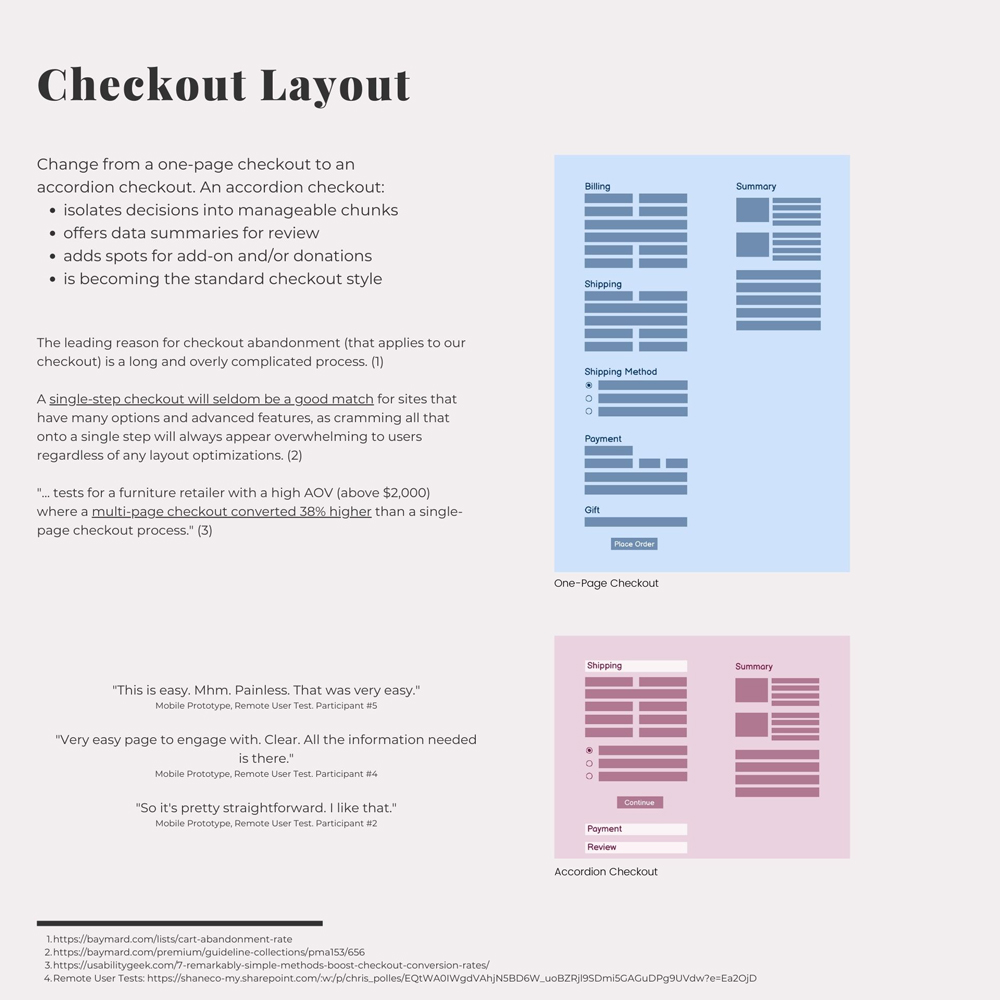 Checkout Layout
Change from a one-page checkout to an
accordion checkout. An accordion checkout:
• isolates decisions into manageable chunks
• offers data summaries for review
• adds spots for add-on and/or donations
• is becoming the standard checkout style
The leading reason for checkout abandonment (that applies to our
checkout) is a long and overly complicated process. (1)
A single-step checkout will seldom be a good match for sites that
have many options and advanced features, as cramming all that
onto a single step will always appear overwhelming to users
regardless of any layout optimizations. (2)
"... tests for a furniture retailer with a high AOV (above $2,000)
where a multi-page checkout converted 38% higher than a single-
page checkout process." (3)
"This is easy. Mhm. Painless. That was very easy."
Mobile Prototype, Remote User Test. Participant #5
"Very easy page to engage with. Clear. All the information needed
is there."
Mobile Prototype, Remote User Test. Participant #4
"So it's pretty straightforward. I like that."
Mobile Prototype, Remote User Test. Participant #2
Billing
Summary
Shipping
Shipping Method
Payment
Gift
Place Order
One-Page Checkout
Shipping
Summary
Continue
Payment
Review
Accordion Checkout
1. https://baymard.com/lists/cart-abandonment-rate
2. https://baymard.com/premium/guideline-collections/pma153/656
3. https://usabilitygeek.com/7-remarkably-simple-methods-boost-checkout-conversion-rates/
4. Remote User Tests: https://shaneco-my.sharepoint.com/:w:/p/chris_polles/EQtWA0IWgdVAhjN5BD6W_uoBZRjl9SDmi5GAGuDPg9UVdw?e=Ea2OjD